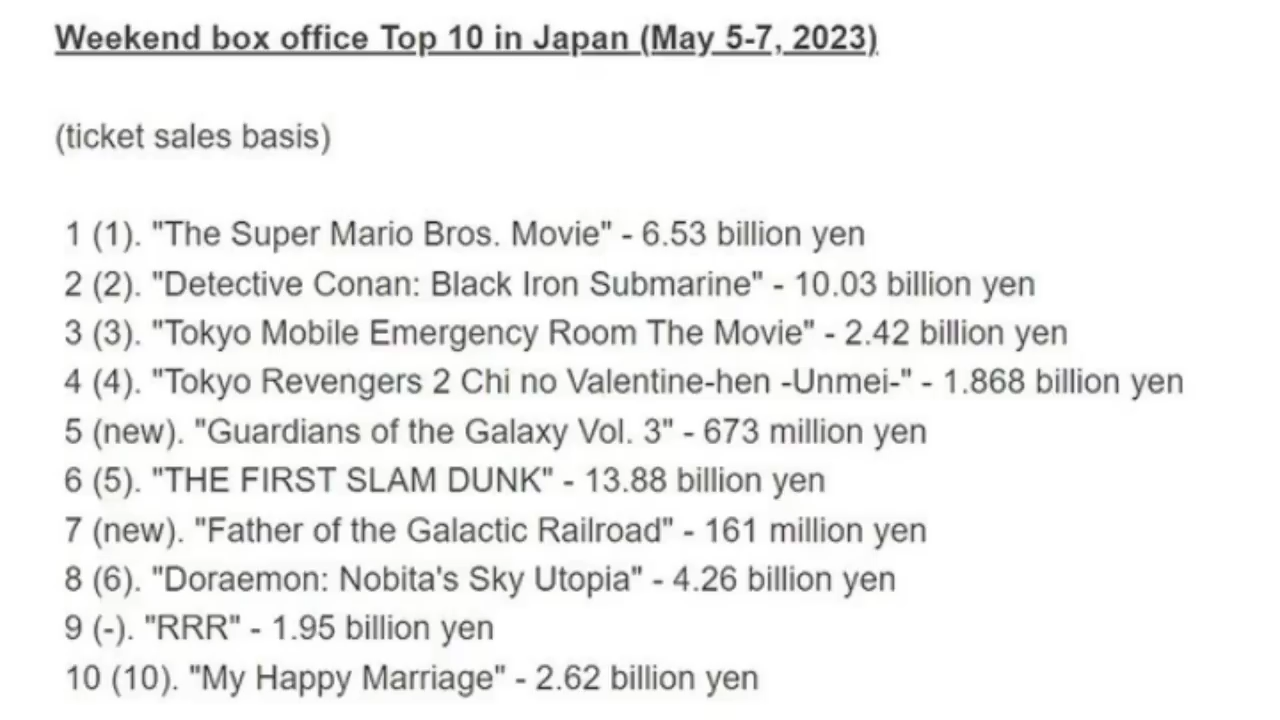 Weekend box office Top 10 in Japan (May 5-7, 2023)
(ticket sales basis)
1 (1). "The Super Mario Bros. Movie" - 6.53 billion yen
2 (2). "Detective Conan: Black Iron Submarine" - 10.03 billion yen
3 (3). "Tokyo Mobile Emergency Room The Movie" - 2.42 billion yen
4 (4). "Tokyo Revengers 2 Chi no Valentine-hen -Unmei-" - 1.868 billion yen
5 (new). "Guardians of the Galaxy Vol. 3" - 673 million yen
6 (5). "THE FIRST SLAM DUNK" - 13.88 billion yen
7 (new). "Father of the Galactic Railroad" - 161 million yen
8 (6). "Doraemon: Nobita's Sky Utopia" - 4.26 billion yen
9 (-). "RRR" - 1.95 billion yen
10 (10). "My Happy Marriage" - 2.62 billion yen